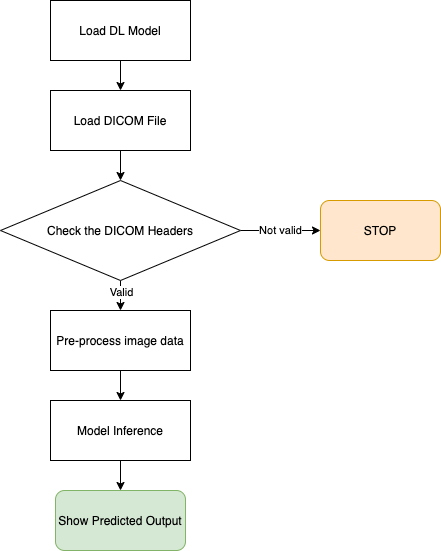 Load DL Model
Load DICOM File
Check the DICOM Headers
Not valid
STOP
Valid
Pre-process image data
Model Inference
Show Predicted Output